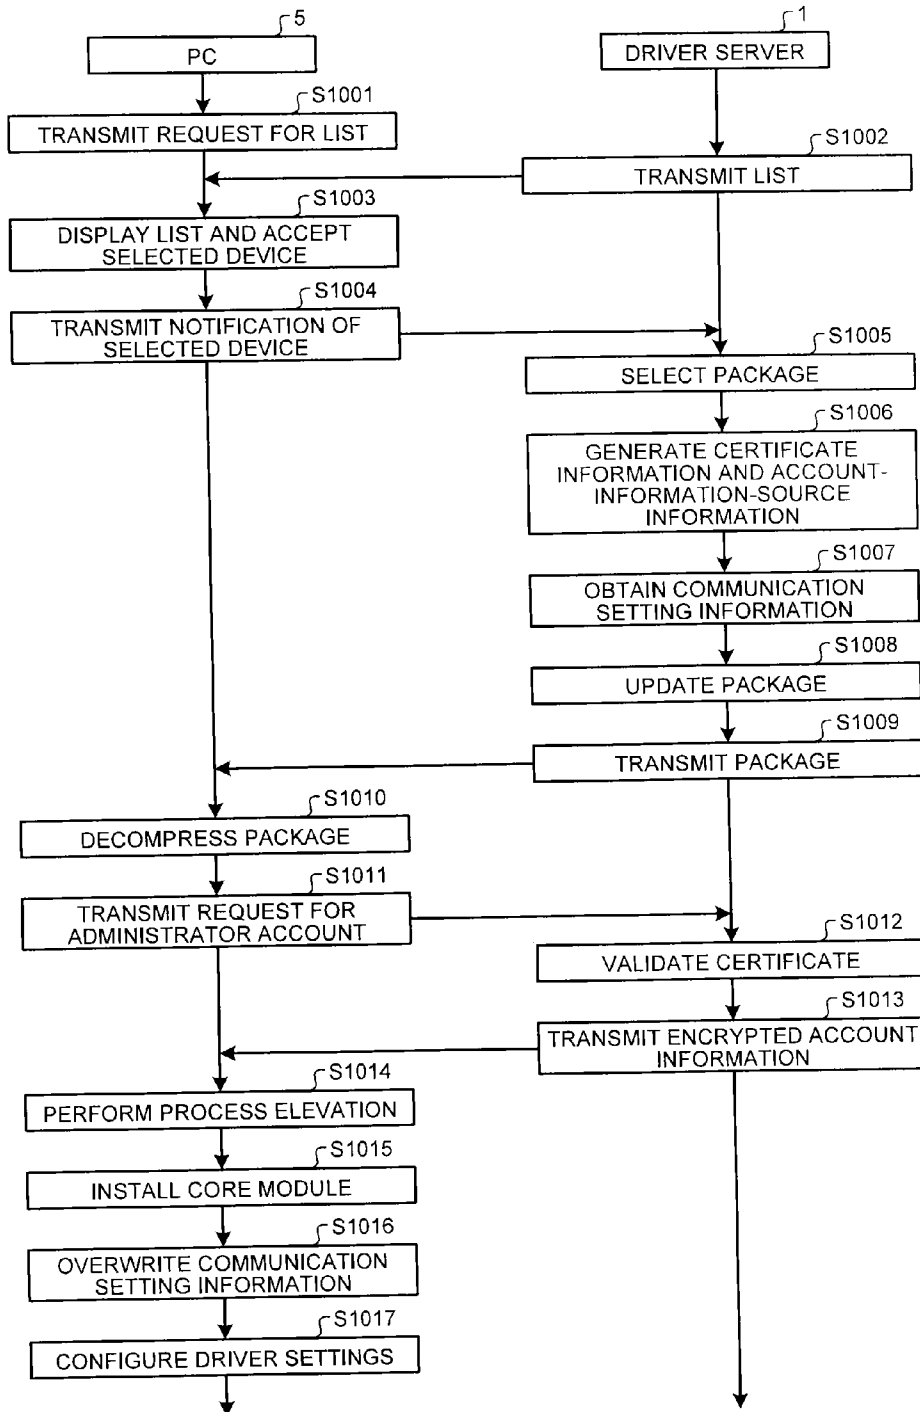 5
PC
1
DRIVER SERVER
S1001
TRANSMIT REQUEST FOR LIST
S1002
TRANSMIT LIST
S1003
DISPLAY LIST AND ACCEPT
SELECTED DEVICE
S1004
TRANSMIT NOTIFICATION OF
SELECTED DEVICE
S1005
SELECT PACKAGE
S1006
GENERATE CERTIFICATE
INFORMATION AND ACCOUNT-
INFORMATION-SOURCE
INFORMATION
S1007
OBTAIN COMMUNICATION
SETTING INFORMATION
S1008
UPDATE PACKAGE
S1009
TRANSMIT PACKAGE
S1010
DECOMPRESS PACKAGE
S1011
TRANSMIT REQUEST FOR
ADMINISTRATOR ACCOUNT
S1012
VALIDATE CERTIFICATE
S1013
TRANSMIT ENCRYPTED ACCOUNT
INFORMATION
S1014
PERFORM PROCESS ELEVATION
S1015
INSTALL CORE MODULE
S1016
OVERWRITE COMMUNICATION
SETTING INFORMATION
S1017
CONFIGURE DRIVER SETTINGS